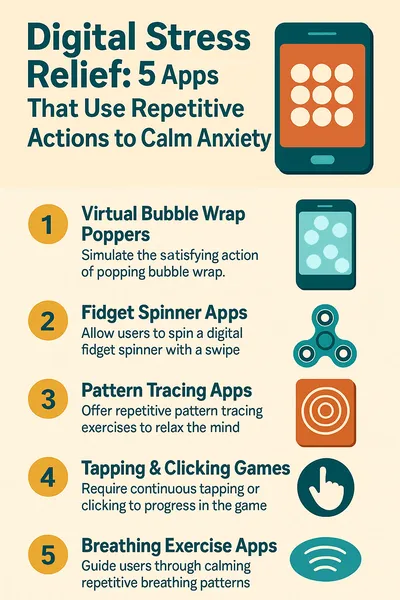 Digital Stress
Relief: 5 Apps
That Use Repetitive
Actions to Calm Anxiety
1
Virtual Bubble Wrap
Poppers
Simulate the satisfying action
of popping bubble wrap.
2
Fidget Spinner Apps
Allow users to spin a digital
fidget spinner with a swipe
3
Pattern Tracing Apps
Offer repetitive pattern tracing
exercises to relax the mind
4
Tapping & Clicking Games
Require continuous tapping or
clicking to progress in the game
5
Breathing Exercise Apps
Guide users through calming
repetitive breathing patterns